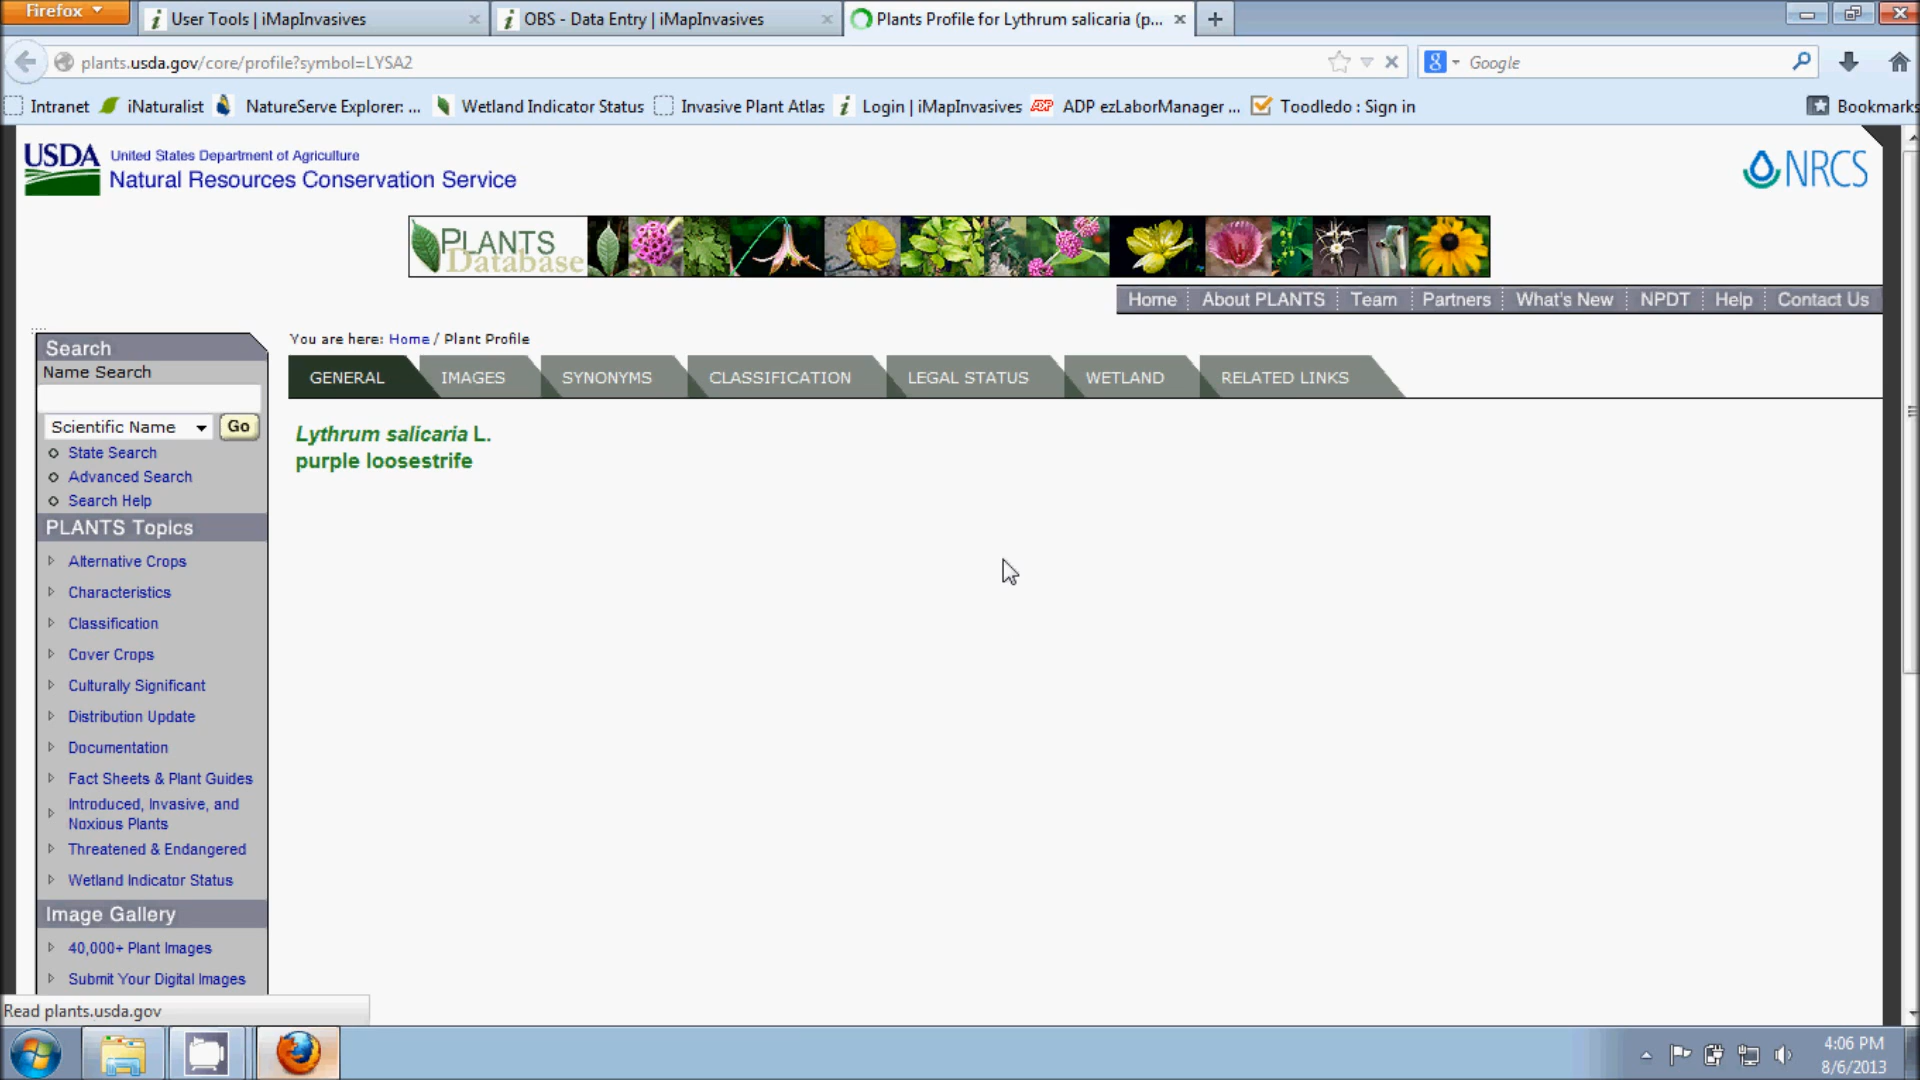 Firefox
User Tools | iMapInvasives
OBS - Data Entry | iMapInvasives
Plants Profile for Lythrum salicaria (p...
plants.usda.gov/core/profile?symbol=LYSA2
Google
Intranet
iNaturalist
NatureServe Explorer: ...
Wetland Indicator Status
Invasive Plant Atlas
Login | iMapInvasives
ADP ezLaborManager ...
Toodledo : Sign in
Bookmarks
USDA
United States Department of Agriculture
Natural Resources Conservation Service
NRCS
PLANTS
Database
Home
About PLANTS
Team
Partners
What's New
NPDT
Help
Contact Us
You are here: Home / Plant Profile
GENERAL
IMAGES
SYNONYMS
CLASSIFICATION
LEGAL STATUS
WETLAND
RELATED LINKS
Lythrum salicaria L.
purple loosestrife
Search
Name Search
Scientific Name
Go
State Search
Advanced Search
Search Help
PLANTS Topics
Alternative Crops
Characteristics
Classification
Cover Crops
Culturally Significant
Distribution Update
Documentation
Fact Sheets & Plant Guides
Introduced, Invasive, and
Noxious Plants
Threatened & Endangered
Wetland Indicator Status
Image Gallery
40,000+ Plant Images
Submit Your Digital Images
Read plants.usda.gov
4:06 PM
8/6/2013